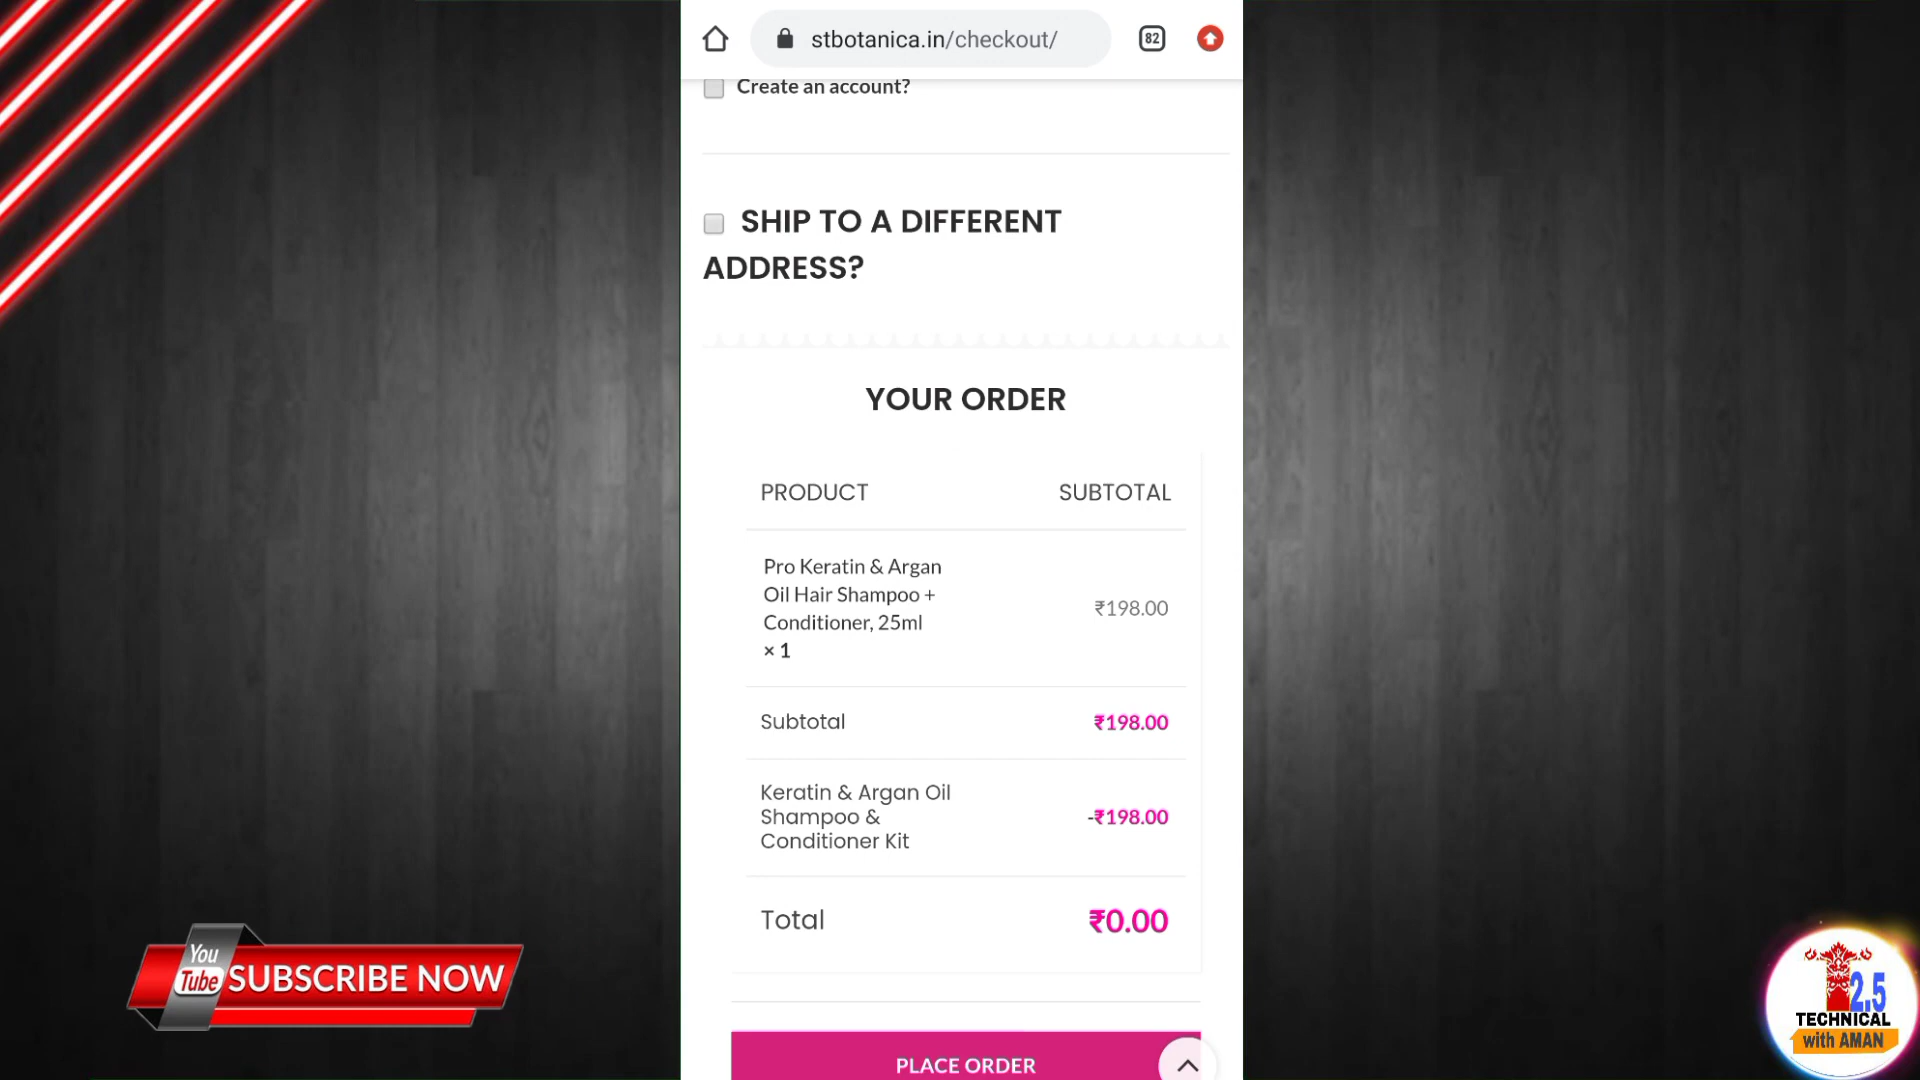 stbotanica.in/checkout/
82
Create an account?
SHIP TO A DIFFERENT
ADDRESS?
YOUR ORDER
PRODUCT SUBTOTAL
Pro Keratin & Argan
Oil Hair Shampoo +
Conditioner, 25ml
× 1
₹198.00
Subtotal ₹198.00
Keratin & Argan Oil
Shampoo &
Conditioner Kit
-₹198.00
Total ₹0.00
PLACE ORDER
You
Tube
SUBSCRIBE NOW
2.5
TECHNICAL
with AMAN